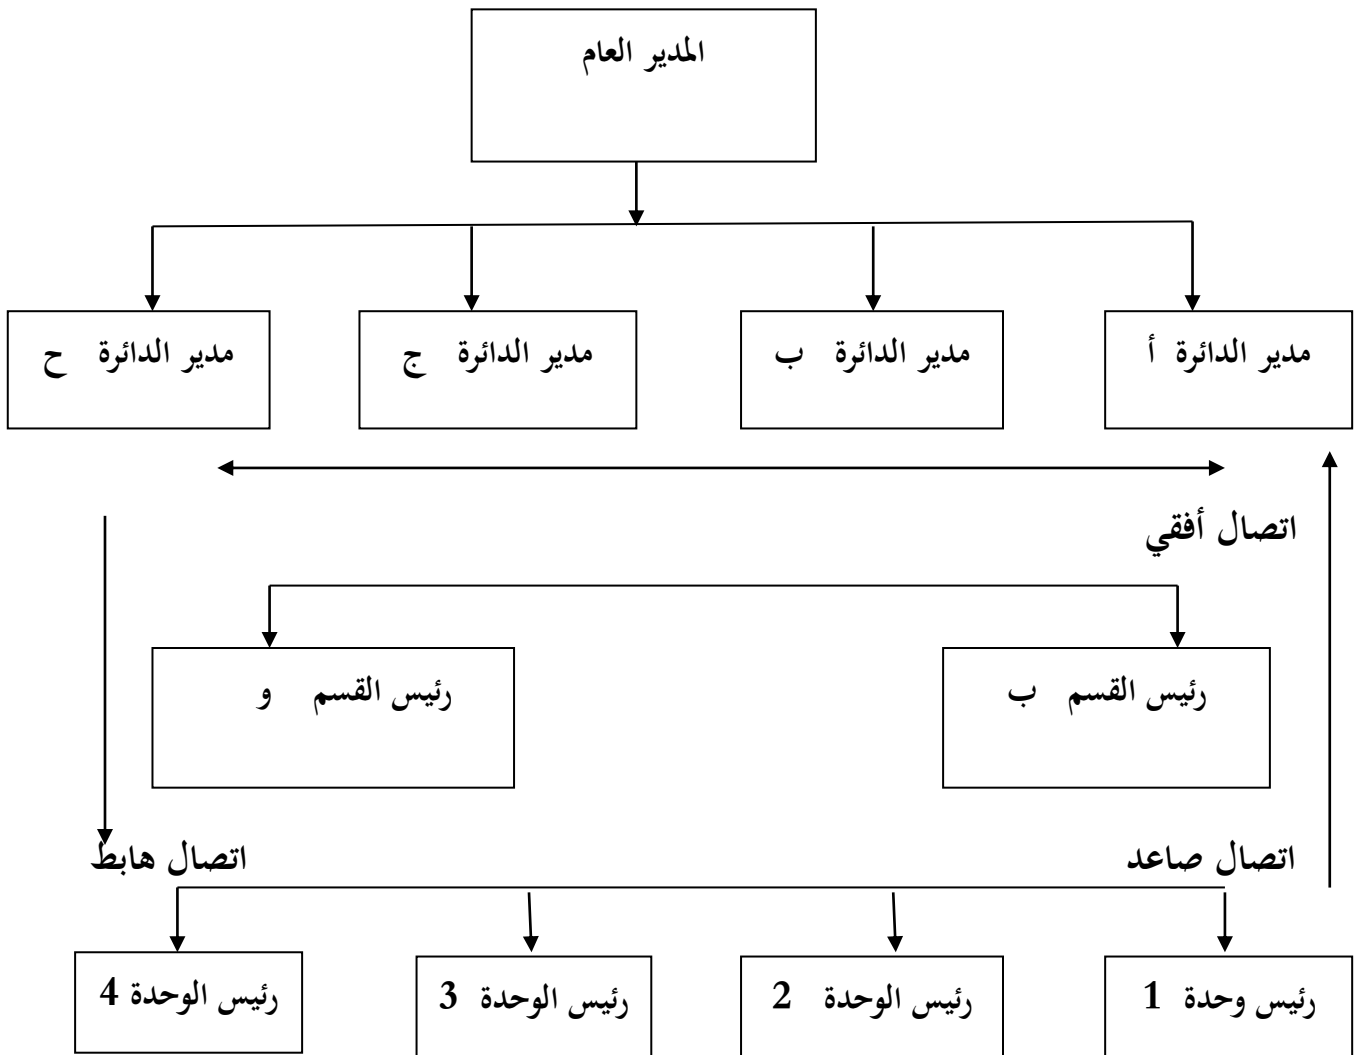 المدير العام
مدير الدائرة أ
مدير الدائرة ب
مدير الدائرة ج
مدير الدائرة ح
اتصال أفقي
رئيس القسم ب
رئيس القسم و
اتصال صاعد
اتصال هابط
رئيس وحدة 1
رئيس الوحدة 2
رئيس الوحدة 3
رئيس الوحدة 4